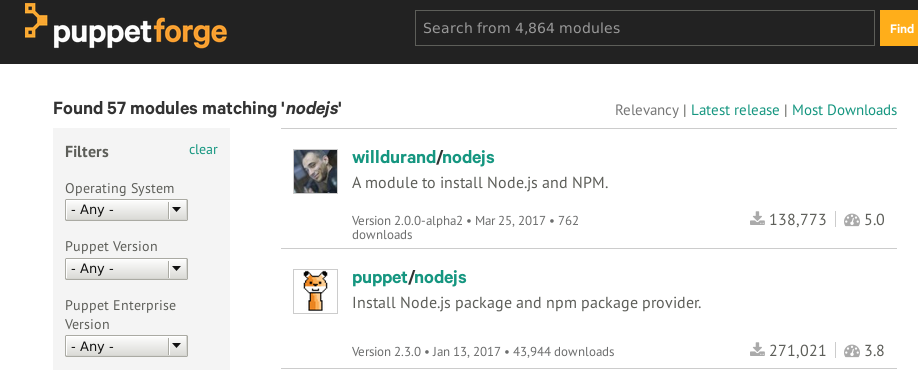 puppetforge
Search from 4,864 modules
Find
Found 57 modules matching 'nodejs'
Relevancy | Latest release | Most Downloads
Filters
clear
Operating System
- Any -
Puppet Version
- Any -
Puppet Enterprise
Version
- Any -
willdurand/nodejs
A module to install Node.js and NPM.
Version 2.0.0-alpha2 • Mar 25, 2017 • 762
downloads
138,773
5.0
puppet/nodejs
Install Node.js package and npm package provider.
Version 2.3.0 • Jan 13, 2017 • 43,944 downloads
271,021
3.8